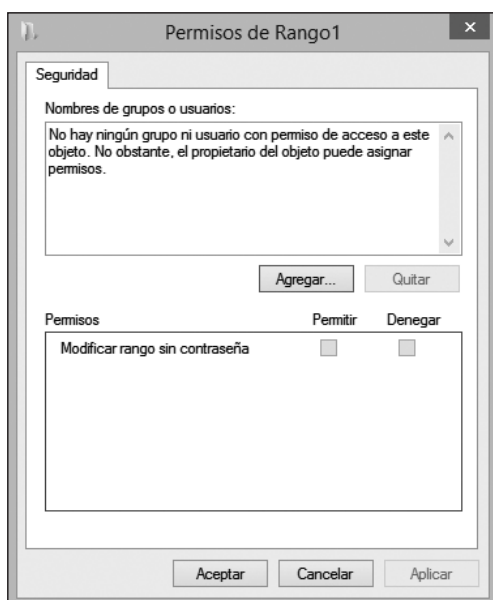 Permisos de Rango1
Seguridad
Nombres de grupos o usuarios:
No hay ningún grupo ni usuario con permiso de acceso a este
objeto. No obstante, el propietario del objeto puede asignar
permisos.
Agregar... Quitar
Permisos Permitir Denegar
Modificar rango sin contraseña
Aceptar Cancelar Aplicar